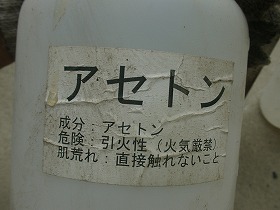 アセトン
成分：アセトン
危険：引火性（火気厳禁）
肌荒れ：直接触れないこと